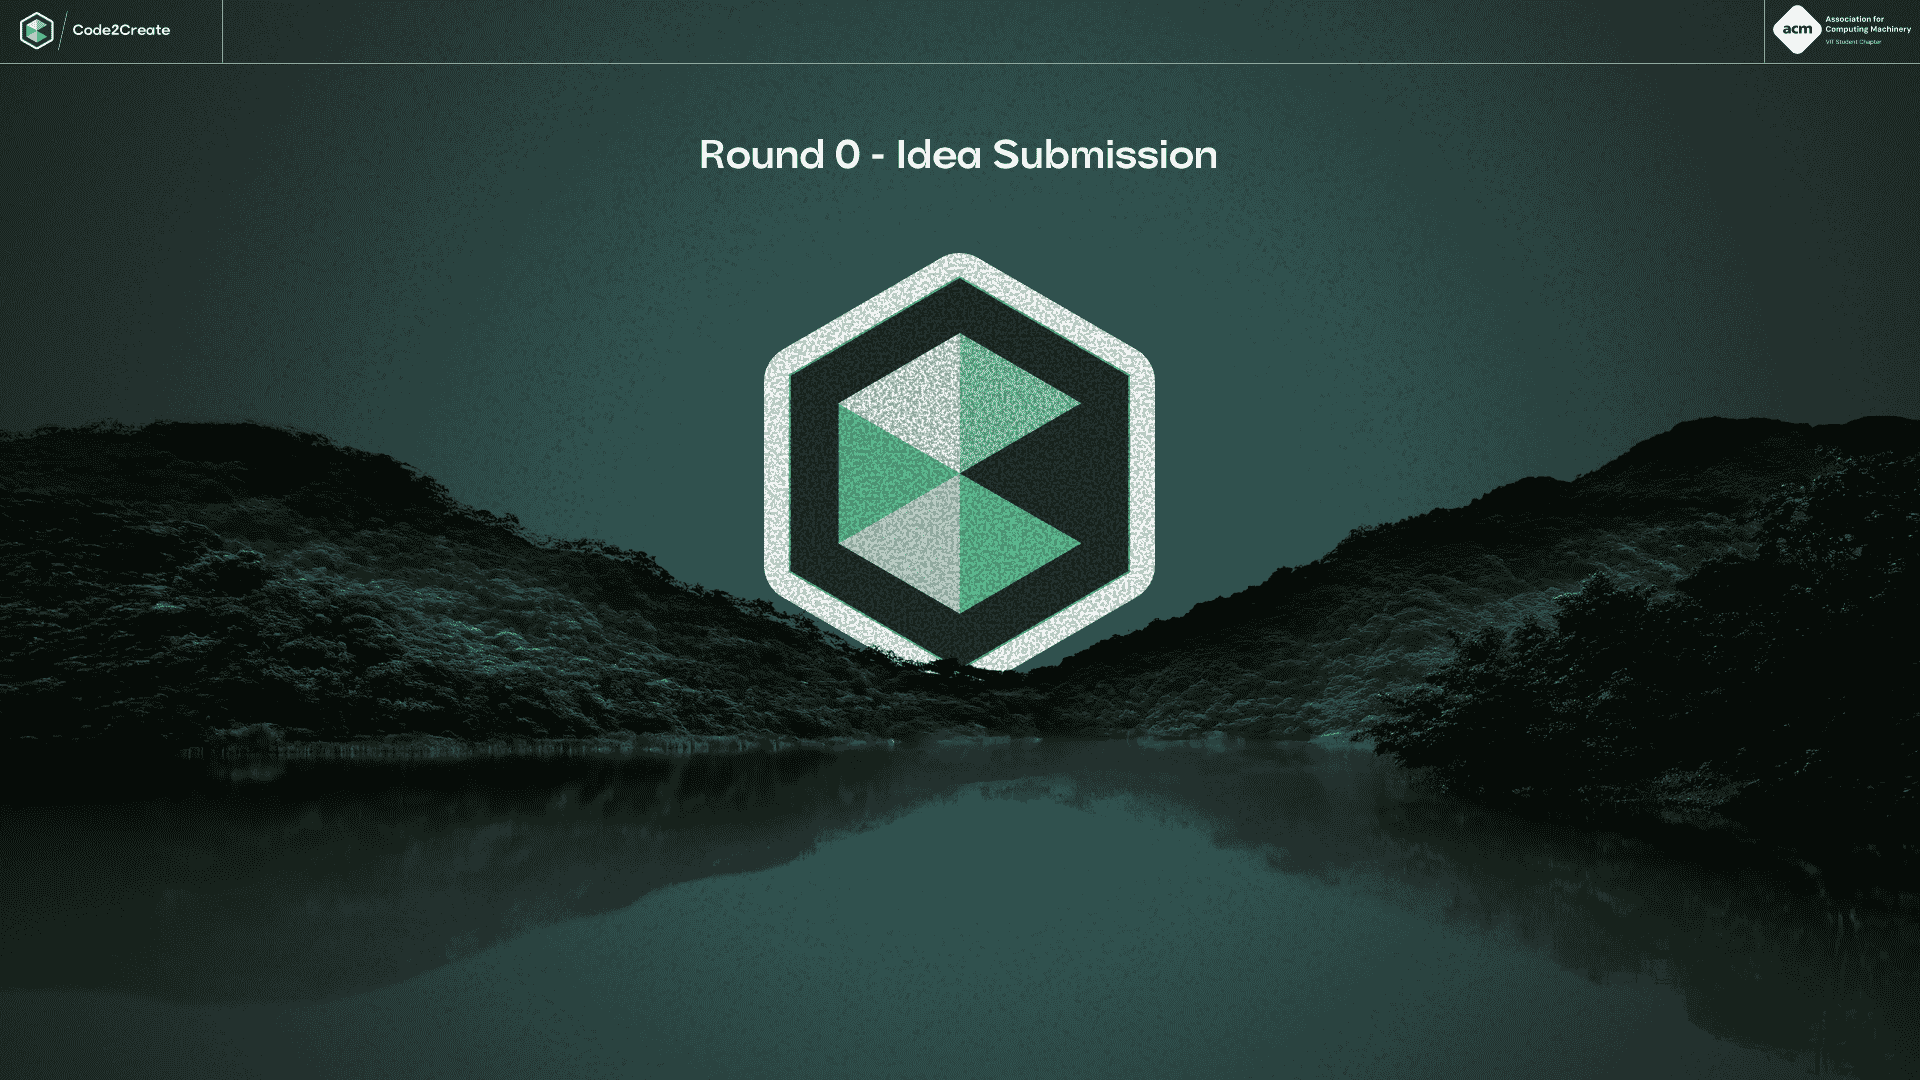 Code2Create
acm
Association for
Computing Machinery
VIT Student Chapter
Round 0 - Idea Submission